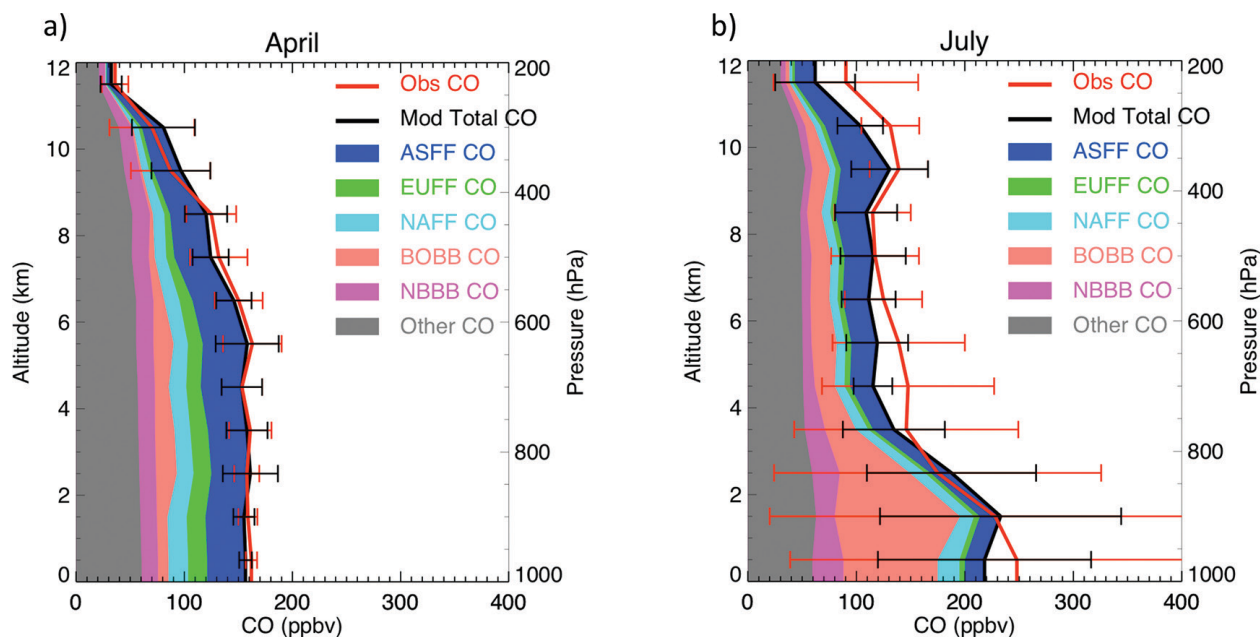 a)
April
12
10
8
6
4
2
0
Altitude (km)
200
400
600
800
1000
Pressure (hPa)
Obs CO
Mod Total CO
ASFF CO
EUFF CO
NAFF CO
BOBB CO
NBBB CO
Other CO
0 100 200 300 400
CO (ppbv)
b)
July
12
10
8
6
4
2
0
Altitude (km)
200
400
600
800
1000
Pressure (hPa)
Obs CO
Mod Total CO
ASFF CO
EUFF CO
NAFF CO
BOBB CO
NBBB CO
Other CO
0 100 200 300 400
CO (ppbv)